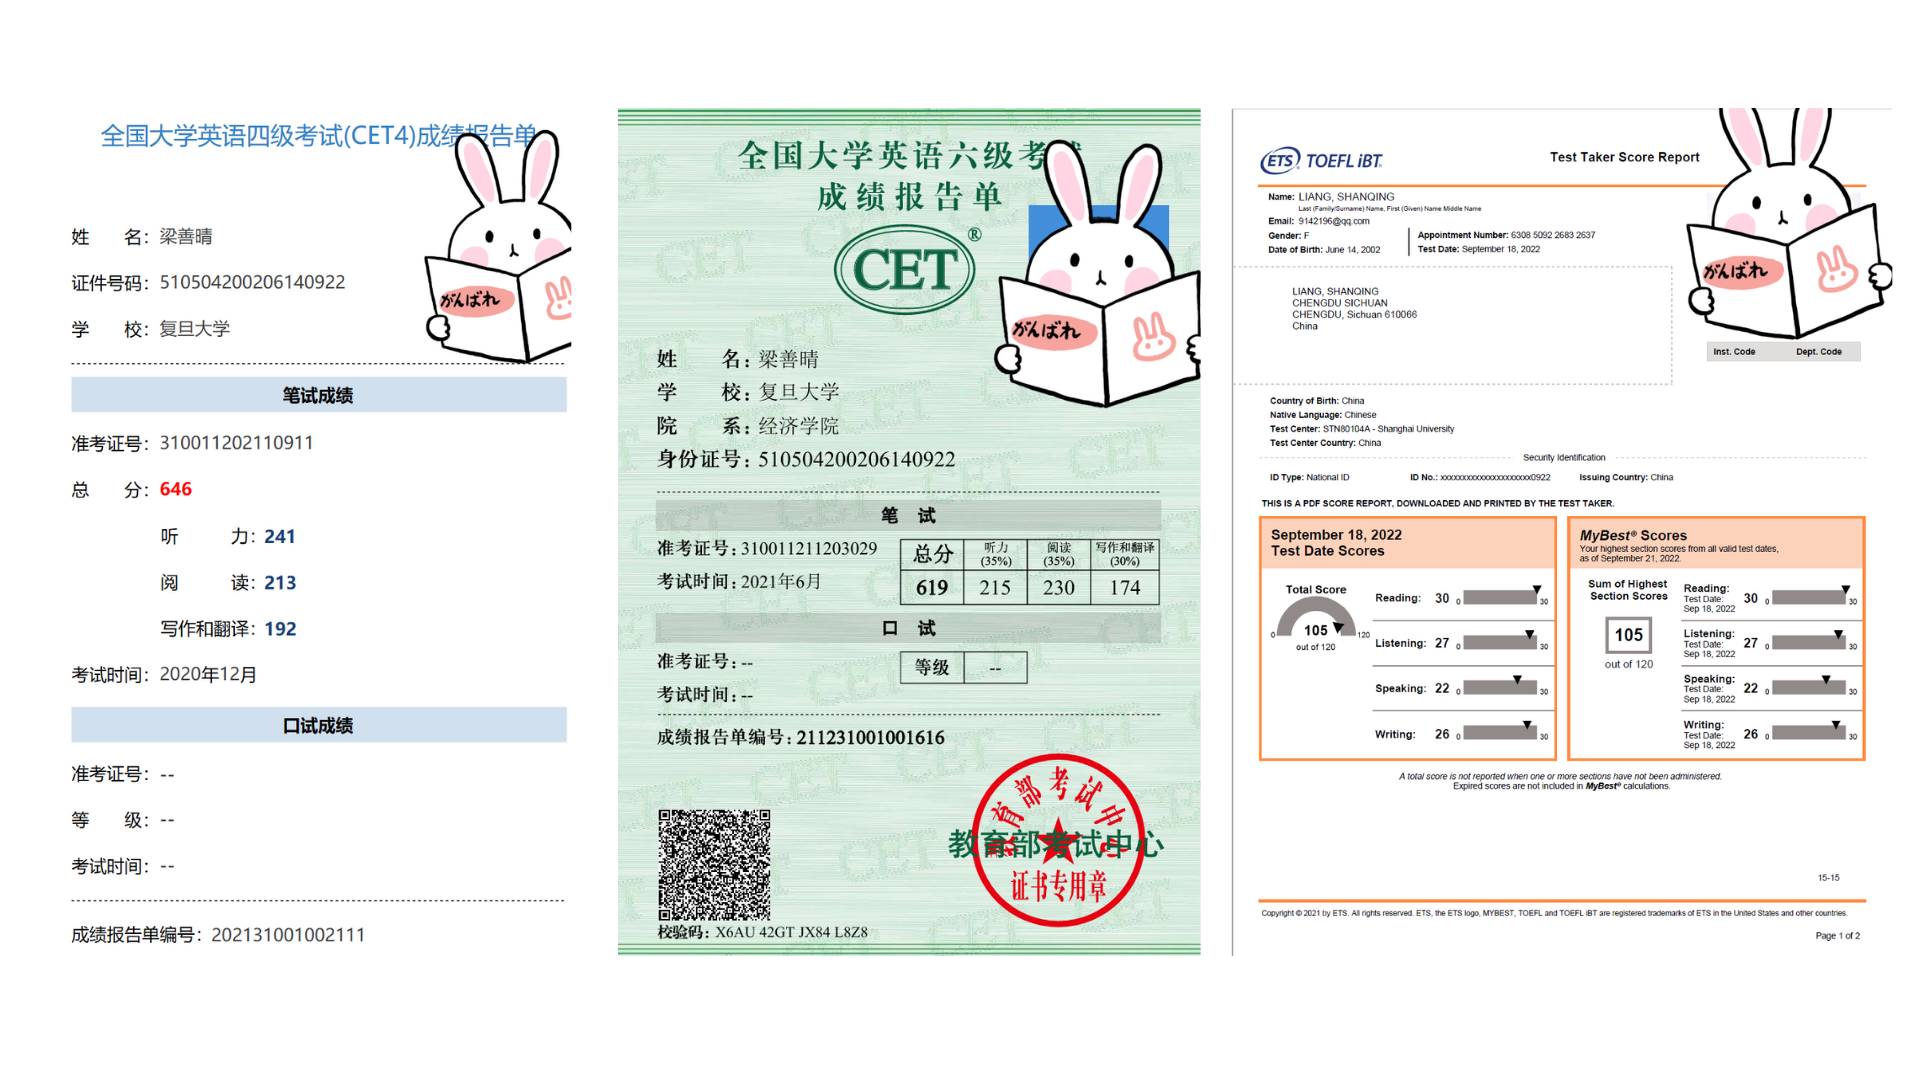 全国大学英语四级考试(CET4)成绩报告单
姓 名：梁善晴
证件号码：510504200206140922
学 校：复旦大学
がんばれ
笔试成绩
准考证号：310011202110911
总 分：646
听 力：241
阅 读：213
写作和翻译：192
考试时间：2020年12月
口试成绩
准考证号：--
等 级：--
考试时间：--
成绩报告单编号：202131001002111
全国大学英语六级考试
成绩报告单
CET®
がんばれ
姓 名：梁善晴
学 校：复旦大学
院 系：经济学院
身份证号：510504200206140922
笔 试
准考证号：310011211203029
考试时间：2021年6月
总分 听力(35%) 阅读(35%) 写作和翻译(30%)
619 215 230 174
口 试
准考证号：--
考试时间：--
等级 --
成绩报告单编号：211231001001616
教育部考试中心
教育部考试中心
证书专用章
校验码：X6AU 42GT JX84 L8Z8
ETS TOEFL iBT.
Test Taker Score Report
がんばれ
Name: LIANG, SHANQING
Last (Family/Surname) Name, First (Given) Name Middle Name
Email: 9142196@qq.com
Gender: F
Date of Birth: June 14, 2002
Appointment Number: 6308 5092 2683 2637
Test Date: September 18, 2022
LIANG, SHANQING
CHENGDU SICHUAN
CHENGDU, Sichuan 610066
China
Inst. Code Dept. Code
Country of Birth: China
Native Language: Chinese
Test Center: STN80104A - Shanghai University
Test Center Country: China
Security Identification
ID Type: National ID ID No.: xxxxxxxxxxxxxxxxxxxxx0922 Issuing Country: China
THIS IS A PDF SCORE REPORT, DOWNLOADED AND PRINTED BY THE TEST TAKER.
September 18, 2022
Test Date Scores
Total Score
0 105 120
out of 120
Reading: 30 0 30
Listening: 27 0 30
Speaking: 22 0 30
Writing: 26 0 30
MyBest® Scores
Your highest section scores from all valid test dates,
as of September 21, 2022.
Sum of Highest
Section Scores
105
out of 120
Reading:
Test Date:
Sep 18, 2022
30 0 30
Listening:
Test Date:
Sep 18, 2022
27 0 30
Speaking:
Test Date:
Sep 18, 2022
22 0 30
Writing:
Test Date:
Sep 18, 2022
26 0 30
A total score is not reported when one or more sections have not been administered.
Expired scores are not included in MyBest® calculations.
15-15
Copyright © 2021 by ETS. All rights reserved. ETS, the ETS logo, MYBEST, TOEFL and TOEFL iBT are registered trademarks of ETS in the United States and other countries.
Page 1 of 2